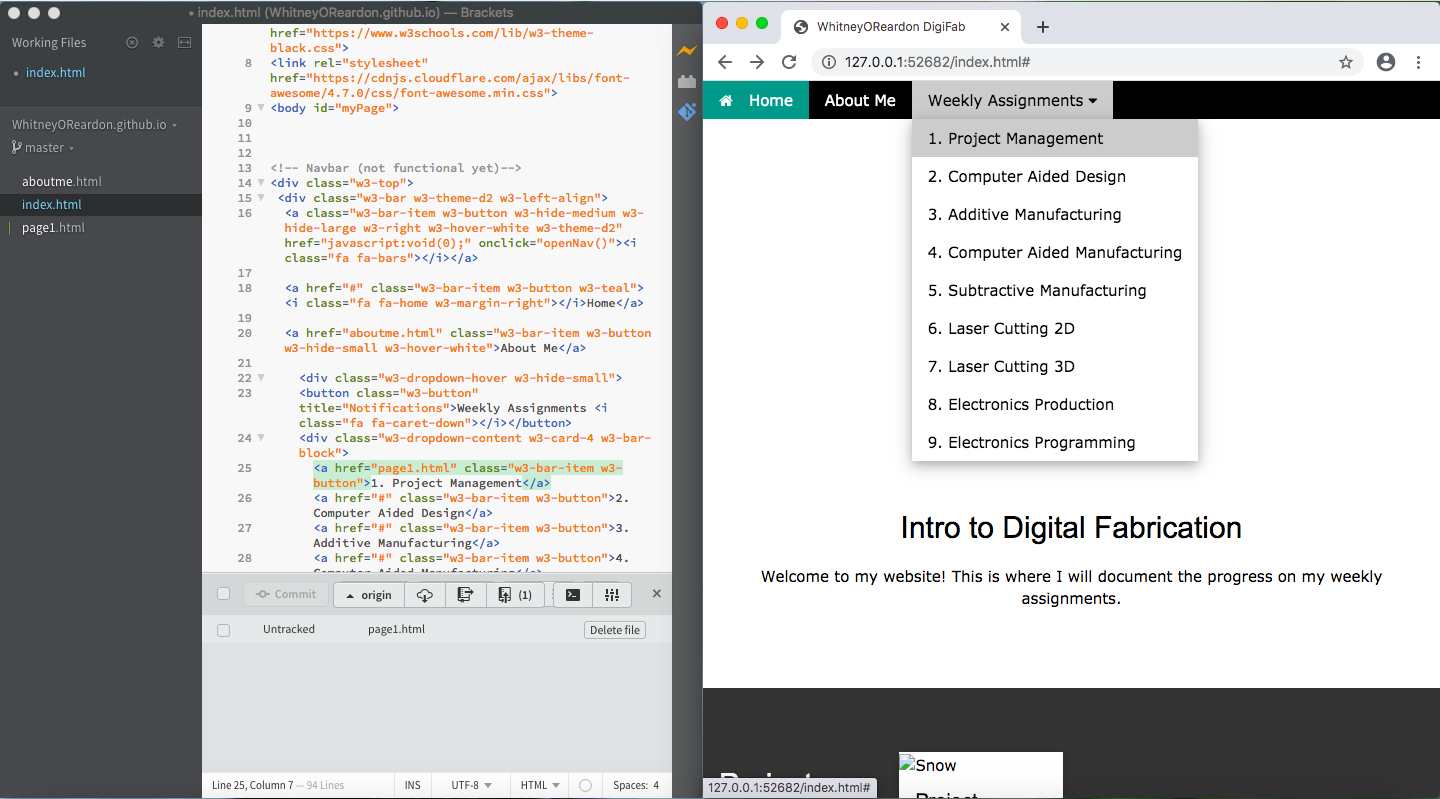 • index.html (WhitneyOReardon.github.io) — Brackets
Working Files
• index.html
WhitneyOReardon.github.io
master
aboutme.html
index.html
page1.html
href="https://www.w3schools.com/lib/w3-theme-
black.css">
8 <link rel="stylesheet"
href="https://cdnjs.cloudflare.com/ajax/libs/font-
awesome/4.7.0/css/font-awesome.min.css">
9 <body id="myPage">
10
11
12
13 <!-- Navbar (not functional yet)-->
14 <div class="w3-top">
15 <div class="w3-bar w3-theme-d2 w3-left-align">
16 <a class="w3-bar-item w3-button w3-hide-medium w3-
hide-large w3-right w3-hover-white w3-theme-d2"
href="javascript:void(0);" onclick="openNav()"><i
class="fa fa-bars"></i></a>
17
18 <a href="#" class="w3-bar-item w3-button w3-teal">
<i class="fa fa-home w3-margin-right"></i>Home</a>
19
20 <a href="aboutme.html" class="w3-bar-item w3-button
w3-hide-small w3-hover-white">About Me</a>
21
22 <div class="w3-dropdown-hover w3-hide-small">
23 <button class="w3-button"
title="Notifications">Weekly Assignments <i
class="fa fa-caret-down"></i></button>
24 <div class="w3-dropdown-content w3-card-4 w3-bar-
block">
25 <a href="page1.html" class="w3-bar-item w3-
button">1. Project Management</a>
26 <a href="#" class="w3-bar-item w3-button">2.
Computer Aided Design</a>
27 <a href="#" class="w3-bar-item w3-button">3.
Additive Manufacturing</a>
28 <a href="#" class="w3-bar-item w3-button">4.
Computer Aided Manufacturing</a>
Commit
origin
(1)
Untracked page1.html Delete file
Line 25, Column 7 — 94 Lines
INS UTF-8 HTML Spaces: 4
WhitneyOReardon DigiFab
127.0.0.1:52682/index.html#
Home About Me Weekly Assignments
1. Project Management
2. Computer Aided Design
3. Additive Manufacturing
4. Computer Aided Manufacturing
5. Subtractive Manufacturing
6. Laser Cutting 2D
7. Laser Cutting 3D
8. Electronics Production
9. Electronics Programming
Intro to Digital Fabrication
Welcome to my website! This is where I will document the progress on my weekly
assignments.
Snow
Project
127.0.0.1:52682/index.html#